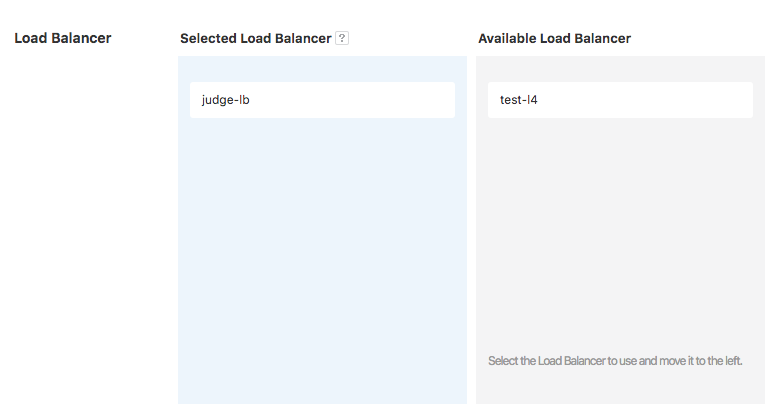 Load Balancer
Selected Load Balancer ?
Available Load Balancer
judge-lb
test-l4
Select the Load Balancer to use and move it to the left.